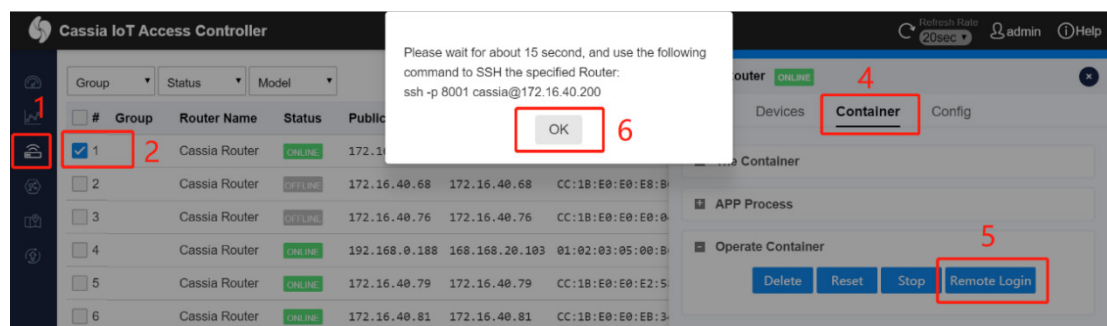 Cassia IoT Access Controller
Refresh Rate
20sec
admin
Help
Please wait for about 15 second, and use the following
command to SSH the specified Router:
ssh -p 8001 cassia@172.16.40.200
OK
6
1
Group
Status
Model
# Group Router Name Status Public
1 Cassia Router ONLINE
2
2 Cassia Router OFFLINE 172.16.40.68 172.16.40.68 CC:1B:E0:E0:E8:B
3 Cassia Router OFFLINE 172.16.40.76 172.16.40.76 CC:1B:E0:E0:E0:0
4 Cassia Router ONLINE 192.168.0.188 168.168.20.103 01:02:03:05:00:B
5 Cassia Router ONLINE 172.16.40.79 172.16.40.79 CC:1B:E0:E0:E2:5
6 Cassia Router ONLINE 172.16.40.81 172.16.40.81 CC:1B:E0:E0:EB:3
outer ONLINE
4
Devices Container Config
Container
APP Process
Operate Container
5
Delete Reset Stop Remote Login